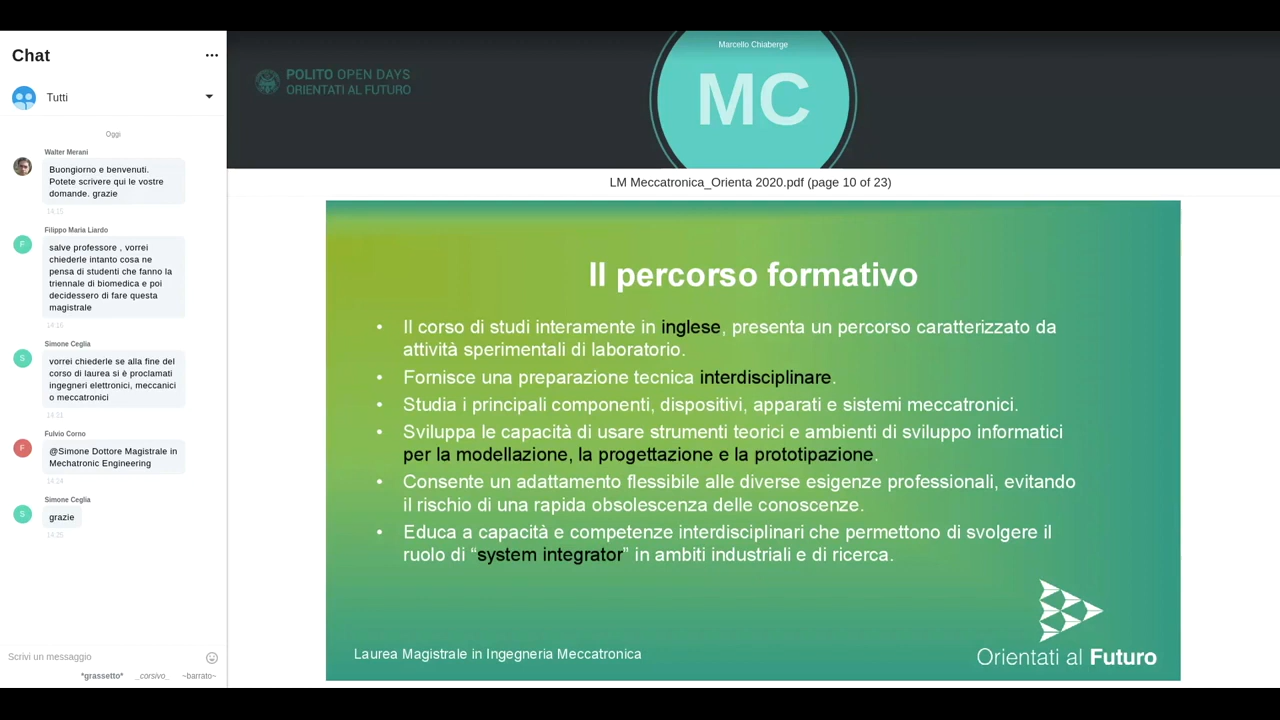 Chat
Tutti
Oggi
Walter Merani
Buongiorno e benvenuti.
Potete scrivere qui le vostre
domande. grazie
14:15
Filippo Maria Liardo
salve professore , vorrei
chiederle intanto cosa ne
pensa di studenti che fanno la
triennale di biomedica e poi
decidessero di fare questa
magistrale
14:16
Simone Ceglia
vorrei chiederle se alla fine del
corso di laurea si è proclamati
ingegneri elettronici, meccanici
o meccatronici
Fulvio Corno
@Simone Dottore Magistrale in
Mechatronic Engineering
Simone Ceglia
grazie
Scrivi un messaggio
*grassetto* _corsivo_ ~barrato~
POLITO OPEN DAYS
ORIENTATI AL FUTURO
Marcello Chiaberge
MC
LM Meccatronica_Orienta 2020.pdf (page 10 of 23)
Il percorso formativo
• Il corso di studi interamente in inglese, presenta un percorso caratterizzato da
attività sperimentali di laboratorio.
• Fornisce una preparazione tecnica interdisciplinare.
• Studia i principali componenti, dispositivi, apparati e sistemi meccatronici.
• Sviluppa le capacità di usare strumenti teorici e ambienti di sviluppo informatici
per la modellazione, la progettazione e la prototipazione.
• Consente un adattamento flessibile alle diverse esigenze professionali, evitando
il rischio di una rapida obsolescenza delle conoscenze.
• Educa a capacità e competenze interdisciplinari che permettono di svolgere il
ruolo di “system integrator” in ambiti industriali e di ricerca.
Laurea Magistrale in Ingegneria Meccatronica
Orientati al Futuro